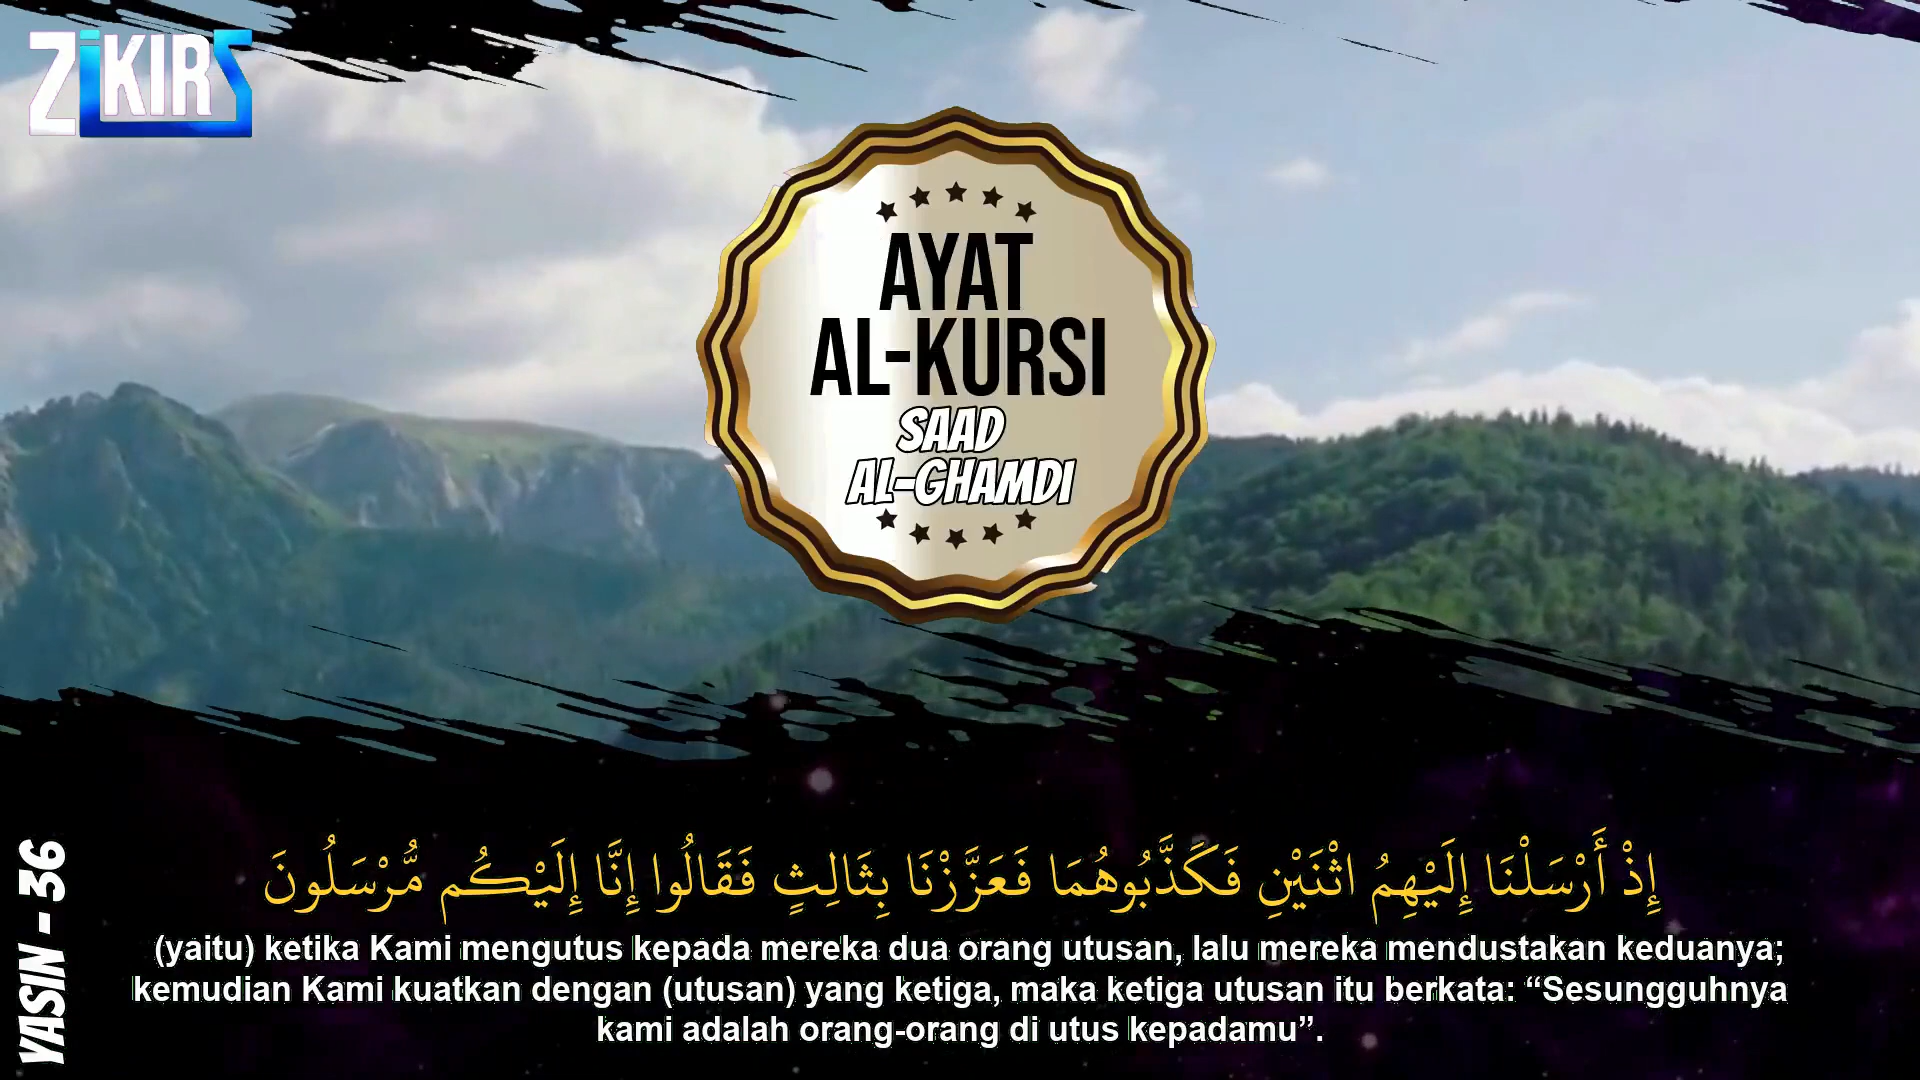 ZiKIRS
AYAT
AL-KURSI
SAAD
AL-GHAMDI
إِذْ أَرْسَلْنَا إِلَيْهِمُ اثْنَيْنِ فَكَذَّبُوهُمَا فَعَزَّزْنَا بِثَالِثٍ فَقَالُوا إِنَّا إِلَيْكُم مُّرْسَلُونَ
(yaitu) ketika Kami mengutus kepada mereka dua orang utusan, lalu mereka mendustakan keduanya;
kemudian Kami kuatkan dengan (utusan) yang ketiga, maka ketiga utusan itu berkata: “Sesungguhnya
kami adalah orang-orang di utus kepadamu”.
YASIN - 36